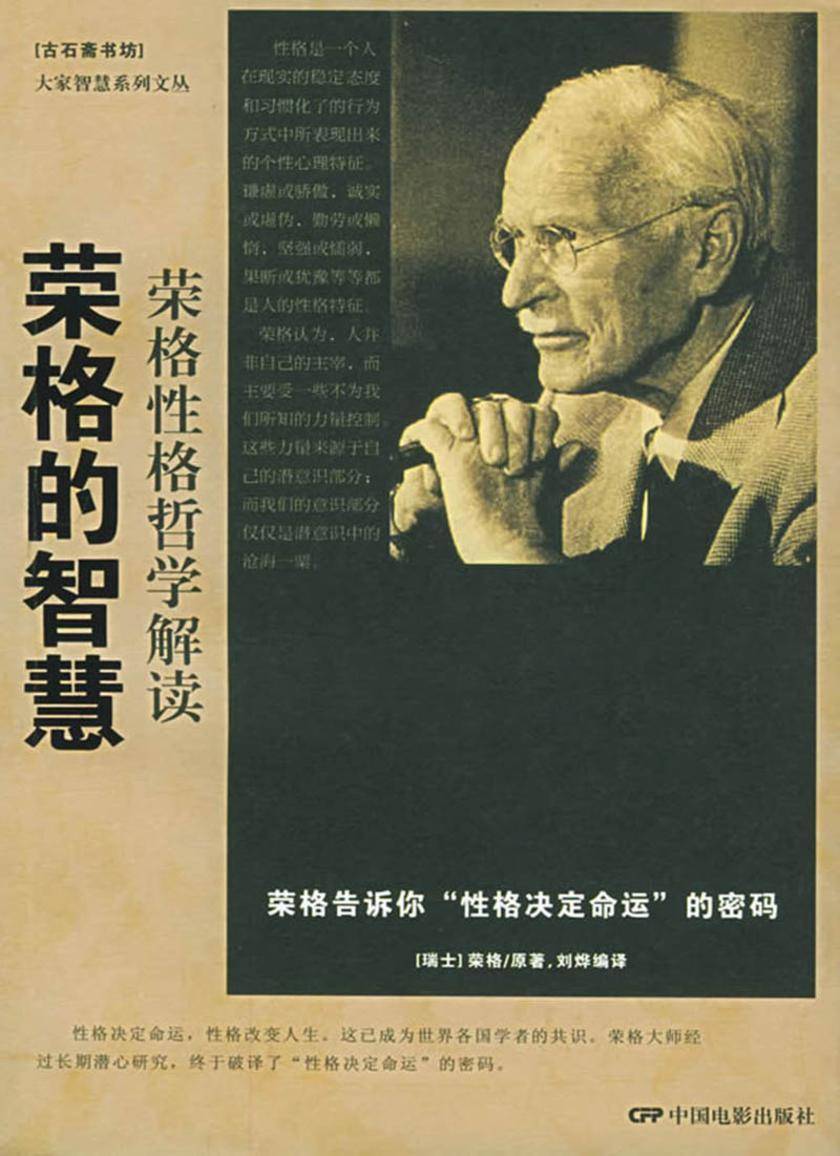 [古石斋书坊]
大家智慧系列文丛
荣格的智慧
荣格性格哲学解读
性格是一个人
在现实的稳定态度
和习惯化了的行为
方式中所表现出来
的个性心理特征。
谦虚或骄傲，诚实
或虚伪，勤劳或懒
惰，坚强或懦弱，
果断或犹豫等等都
是人的性格特征。
荣格认为，人并
非自己的主宰，而
主要受一些不为我
们所知的力量控制。
这些力量来源于自
己的潜意识部分；
而我们的意识部分
仅仅是潜意识中的
沧海一粟。
荣格告诉你“性格决定命运”的密码
[瑞士]荣格/原著，刘烨编译
性格决定命运，性格改变人生。这已成为世界各国学者的共识。荣格大师经
过长期潜心研究，终于破译了“性格决定命运”的密码。
CFP 中国电影出版社